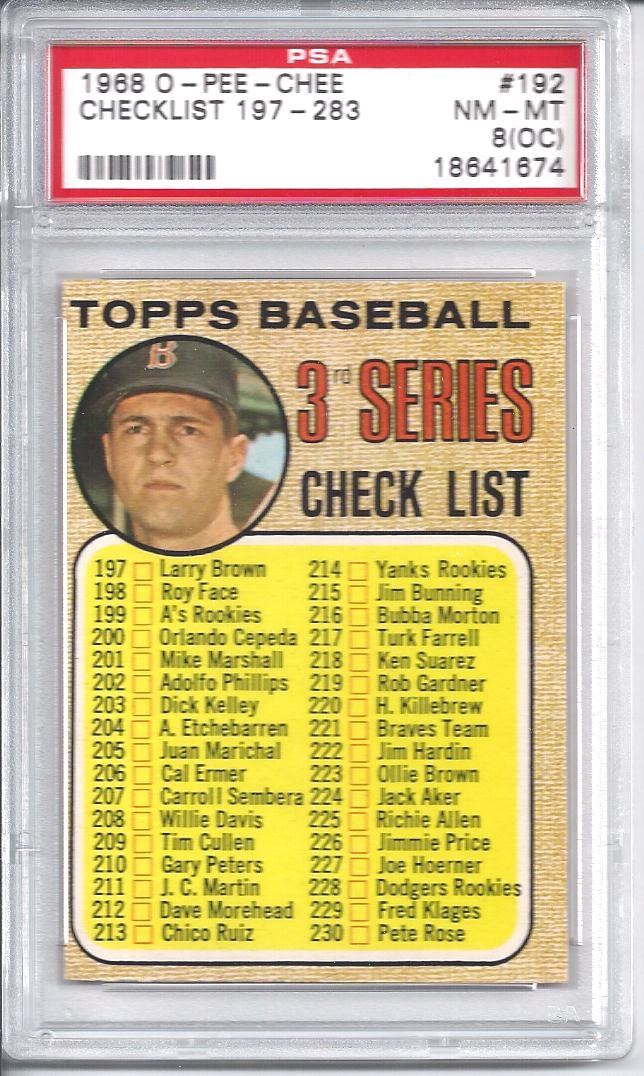 PSA
1968 O-PEE-CHEE #192
CHECKLIST 197-283 NM-MT
8(OC)
18641674
TOPPS BASEBALL
B
3rd SERIES
CHECK LIST
197 Larry Brown 214 Yanks Rookies
198 Roy Face 215 Jim Bunning
199 A's Rookies 216 Bubba Morton
200 Orlando Cepeda 217 Turk Farrell
201 Mike Marshall 218 Ken Suarez
202 Adolfo Phillips 219 Rob Gardner
203 Dick Kelley 220 H. Killebrew
204 A. Etchebarren 221 Braves Team
205 Juan Marichal 222 Jim Hardin
206 Cal Ermer 223 Ollie Brown
207 Carroll Sembera 224 Jack Aker
208 Willie Davis 225 Richie Allen
209 Tim Cullen 226 Jimmie Price
210 Gary Peters 227 Joe Hoerner
211 J. C. Martin 228 Dodgers Rookies
212 Dave Morehead 229 Fred Klages
213 Chico Ruiz 230 Pete Rose